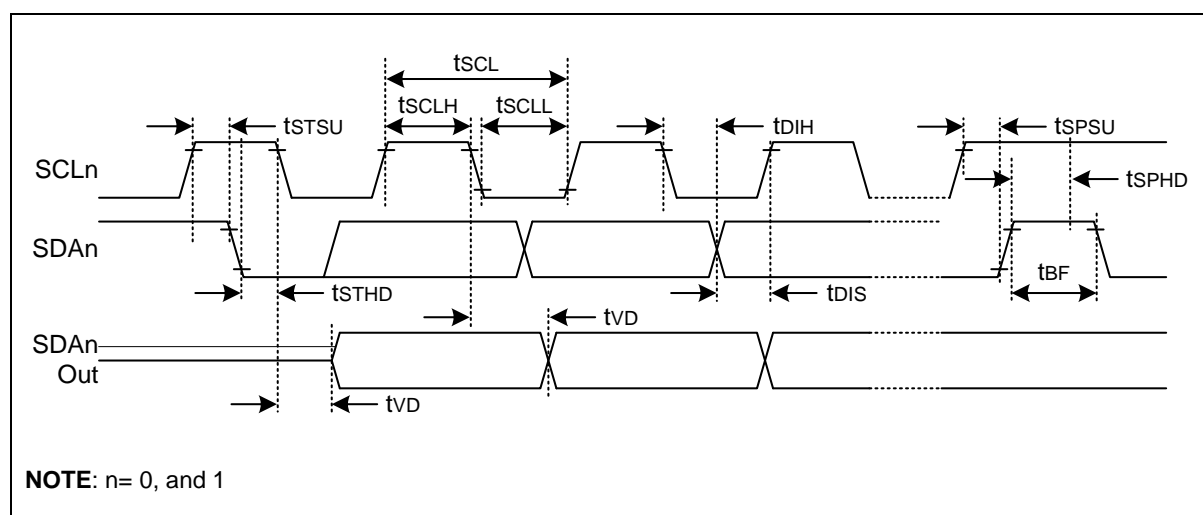 tSCL
tSCLH
tSCLL
tSTSU
tDIH
tSPSU
SCLn
tSPHD
SDAn
tSTHD
tDIS
tBF
tVD
SDAn
Out
tVD
NOTE: n= 0, and 1